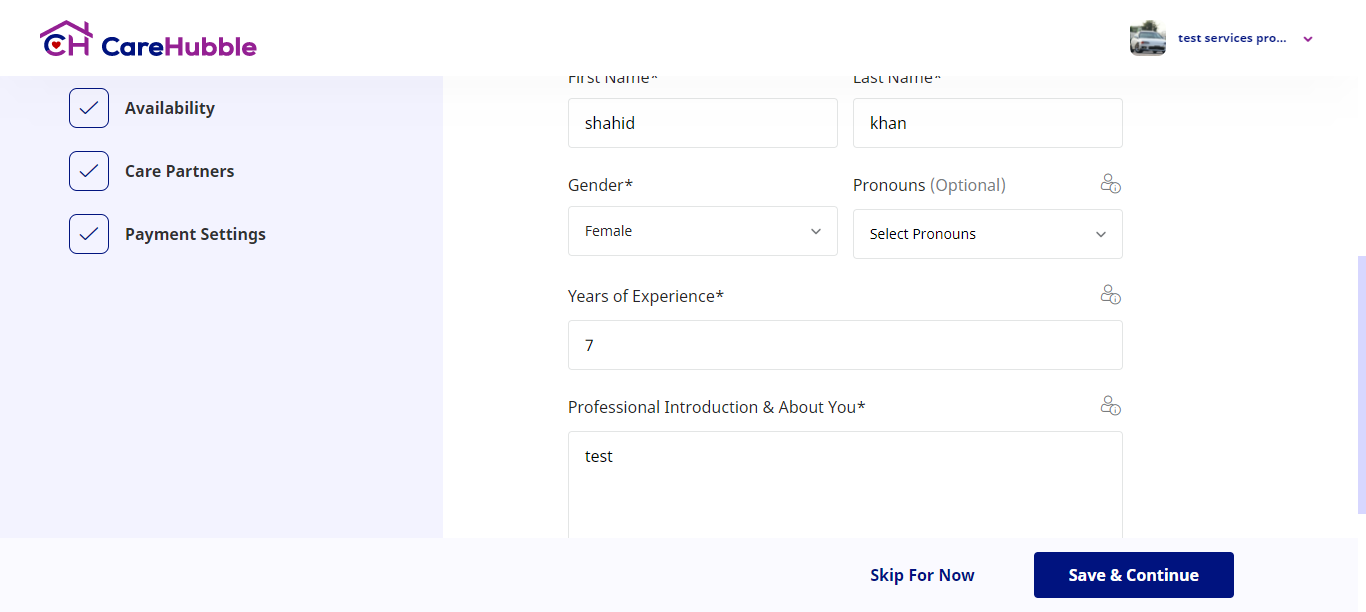 CH CareHubble
test services pro...
Availability
Care Partners
Payment Settings
First Name*
Last Name*
shahid
khan
Gender*
Pronouns (Optional)
Female
Select Pronouns
Years of Experience*
7
Professional Introduction & About You*
test
Skip For Now
Save & Continue